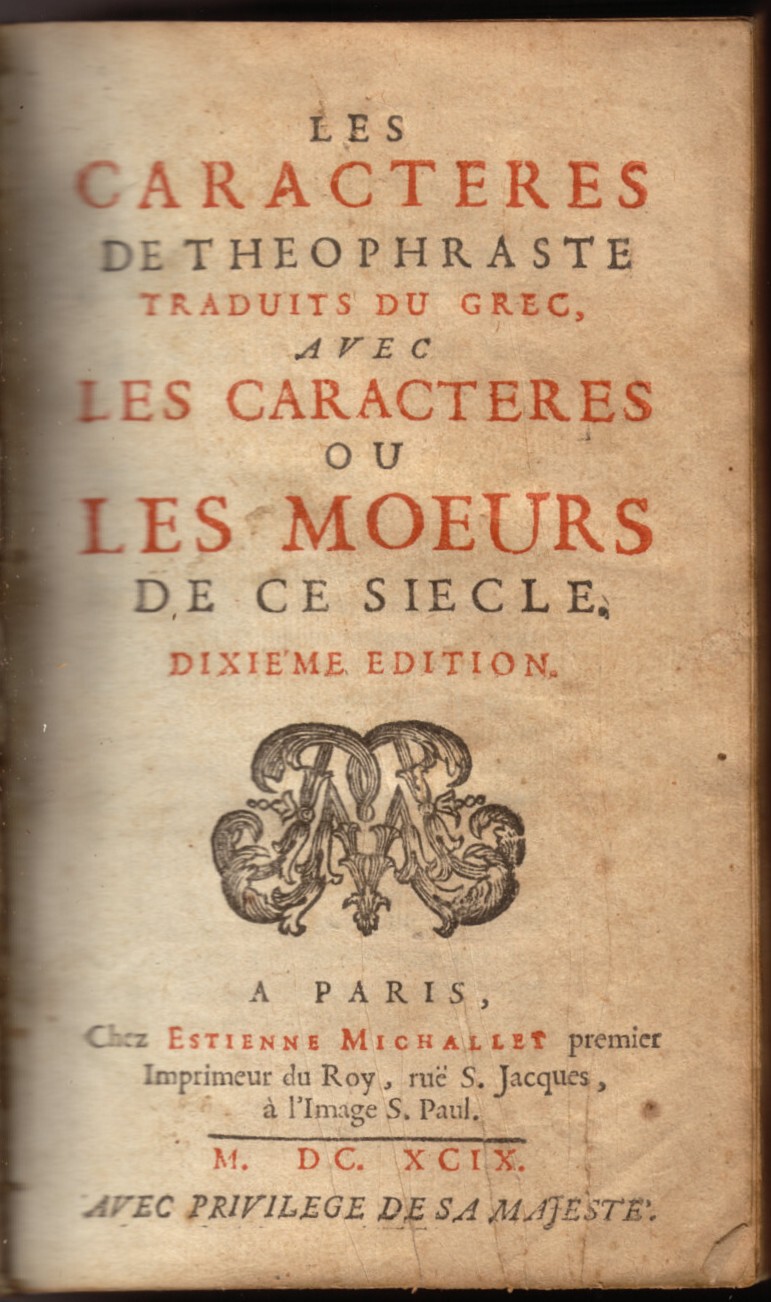 LES
CARACTERES
DE THEOPHRASTE
TRADUITS DU GREC,
AVEC
LES CARACTERES
OU
LES MOEURS
DE CE SIECLE.
DIXIE'ME EDITION.
A PARIS,
Chez ESTIENNE MICHALLET premier
Imprimeur du Roy, ruë S. Jacques,
à l'Image S. Paul.
M. DC. XCIX.
AVEC PRIVILEGE DE SA MAJESTE'.